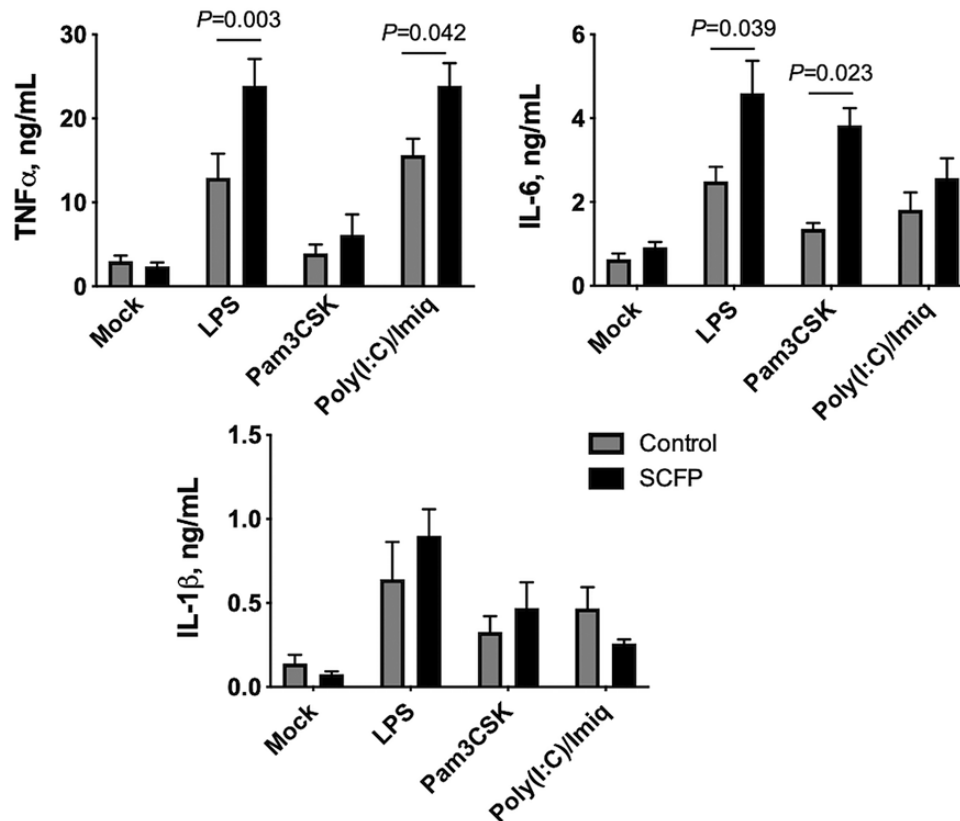 P=0.003
P=0.042
30
20
10
0
TNFα, ng/mL
Mock
LPS
Pam3CSK
Poly(I:C)/Imiq
P=0.039
P=0.023
6
4
2
0
IL-6, ng/mL
Mock
LPS
Pam3CSK
Poly(I:C)/Imiq
1.5
1.0
0.5
0.0
IL-1β, ng/mL
Mock
LPS
Pam3CSK
Poly(I:C)/Imiq
Control
SCFP